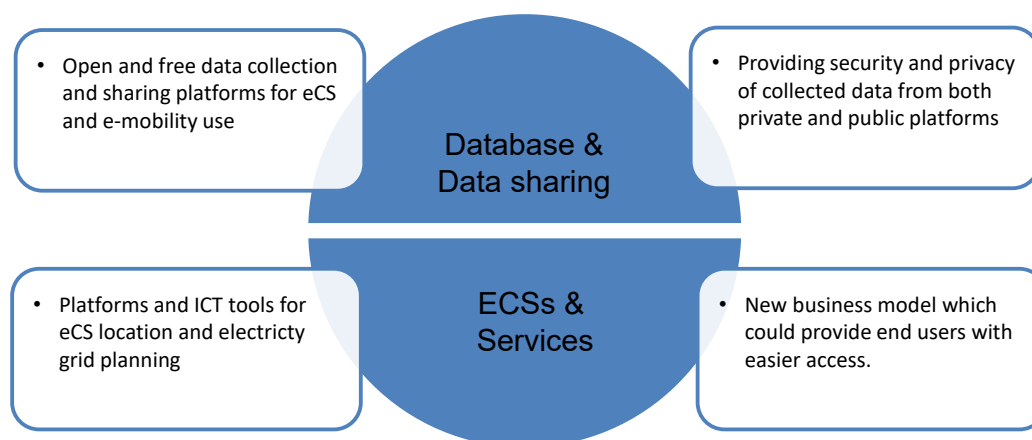 • Open and free data collection
and sharing platforms for eCS
and e-mobility use
• Providing security and privacy
of collected data from both
private and public platforms
Database &
Data sharing
• Platforms and ICT tools for
eCS location and electricty
grid planning
ECSs &
Services
• New business model which
could provide end users with
easier access.